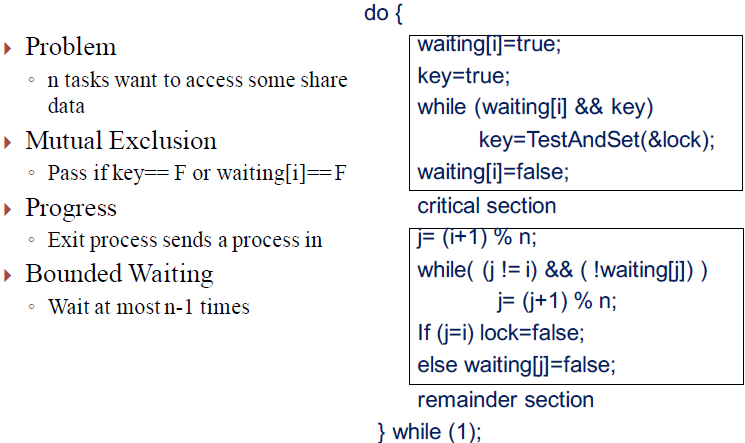 Problem
n tasks want to access some share
data
Mutual Exclusion
Pass if key== F or waiting[i]==F
Progress
Exit process sends a process in
Bounded Waiting
Wait at most n-1 times
do {
waiting[i]=true;
key=true;
while (waiting[i] && key)
key=TestAndSet(&lock);
waiting[i]=false;
critical section
j= (i+1) % n;
while( (j != i) && ( !waiting[j]) )
j= (j+1) % n;
If (j=i) lock=false;
else waiting[j]=false;
remainder section
} while (1);